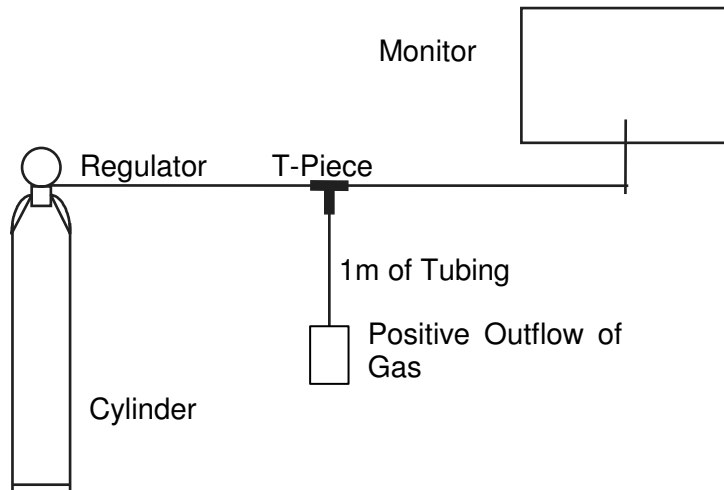 Monitor
Regulator
T-Piece
1m of Tubing
Positive Outflow of
Gas
Cylinder